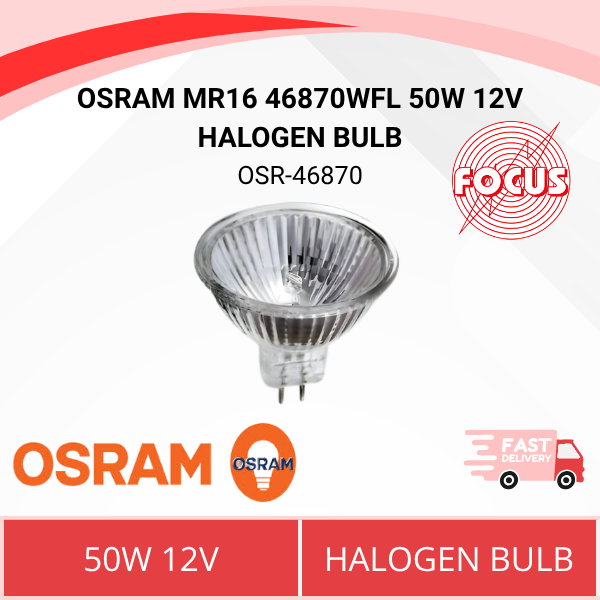 OSRAM MR16 46870WFL 50W 12V
HALOGEN BULB
OSR-46870
FOCUS
OSRAM
OSRAM
FAST
DELIVERY
50W 12V
HALOGEN BULB